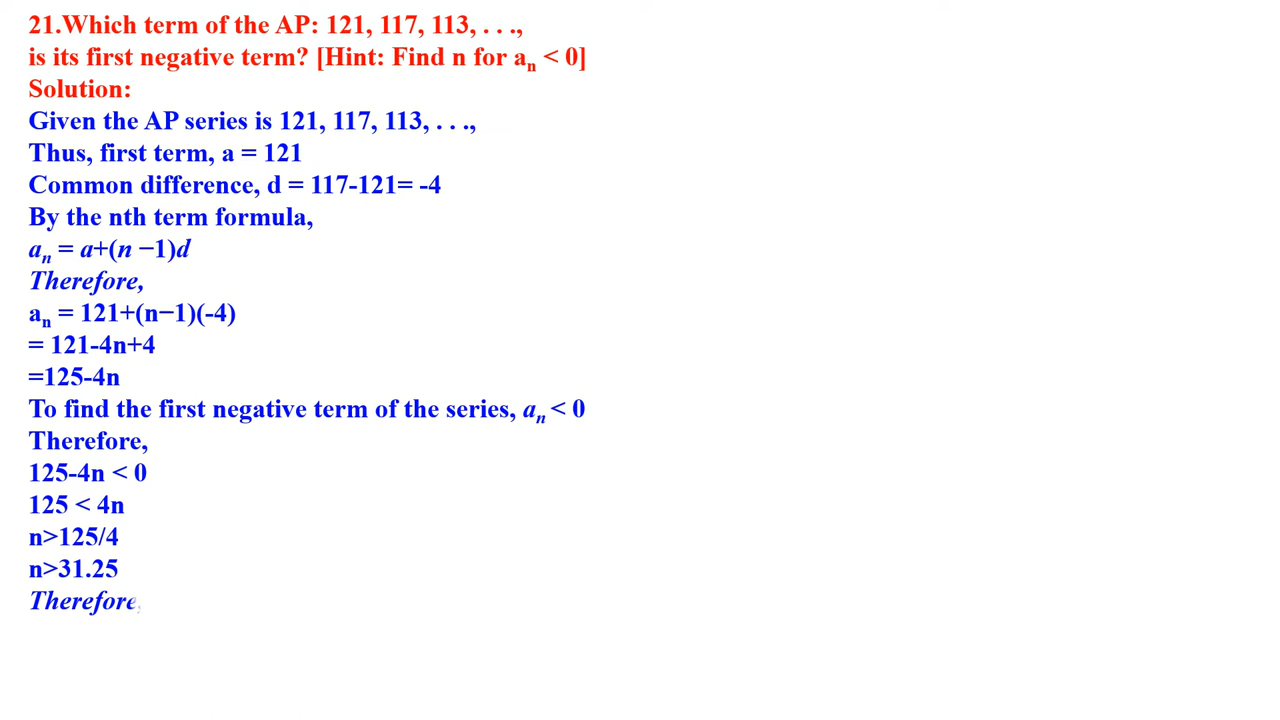 21.Which term of the AP: 121, 117, 113, . . .,
is its first negative term? [Hint: Find n for aₙ < 0]
Solution:
Given the AP series is 121, 117, 113, . . .,
Thus, first term, a = 121
Common difference, d = 117-121= -4
By the nth term formula,
aₙ = a+(n −1)d
Therefore,
aₙ = 121+(n−1)(-4)
= 121-4n+4
=125-4n
To find the first negative term of the series, aₙ < 0
Therefore,
125-4n < 0
125 < 4n
n>125/4
n>31.25
Therefore,